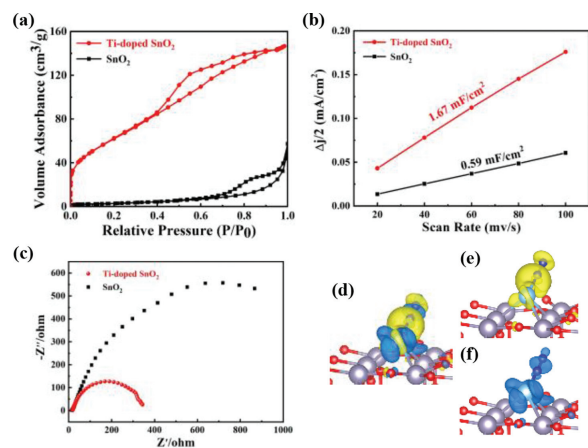 (a)
Ti-doped SnO2
SnO2
160
120
80
40
0
Volume Adsorbance (cm³/g)
0.0 0.2 0.4 0.6 0.8 1.0
Relative Pressure (P/P0)
(b)
Ti-doped SnO2
SnO2
0.20
0.15
0.10
0.05
0.00
Δj/2 (mA/cm²)
1.67 mF/cm²
0.59 mF/cm²
20 40 60 80 100
Scan Rate (mv/s)
(c)
Ti-doped SnO2
SnO2
-600
-500
-400
-300
-200
-100
0
-Z''/ohm
0 200 400 600 800 1000
Z'/ohm
(d)
(e)
(f)